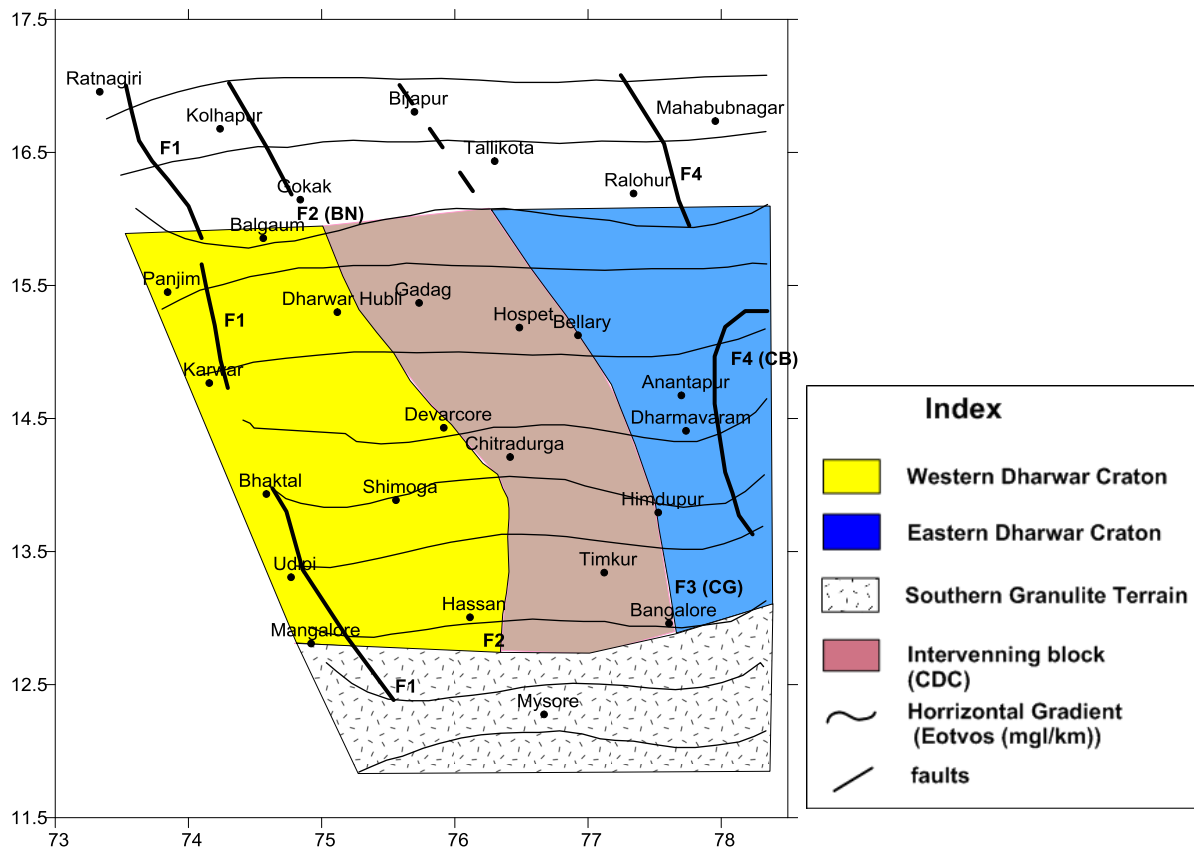 17.5
Ratnagiri
Kolhapur
Bijapur
Mahabubnagar
F1
16.5
Tallikota
F4
Ralohur
Gokak
F2 (BN)
Balgaum
15.5
Panjim
Dharwar Hubli
Gadag
Hospet
Bellary
F1
F4 (CB)
Karwar
Anantapur
14.5
Devarcore
Dharmavaram
Chitradurga
Bhaktal
Shimoga
Himdupur
13.5
Udipi
Timkur
F3 (CG)
Hassan
Bangalore
Mangalore
F2
12.5
F1
Mysore
11.5
73 74 75 76 77 78
Index
Western Dharwar Craton
Eastern Dharwar Craton
Southern Granulite Terrain
Intervenning block
(CDC)
Horrizontal Gradient
(Eotvos (mgl/km))
faults